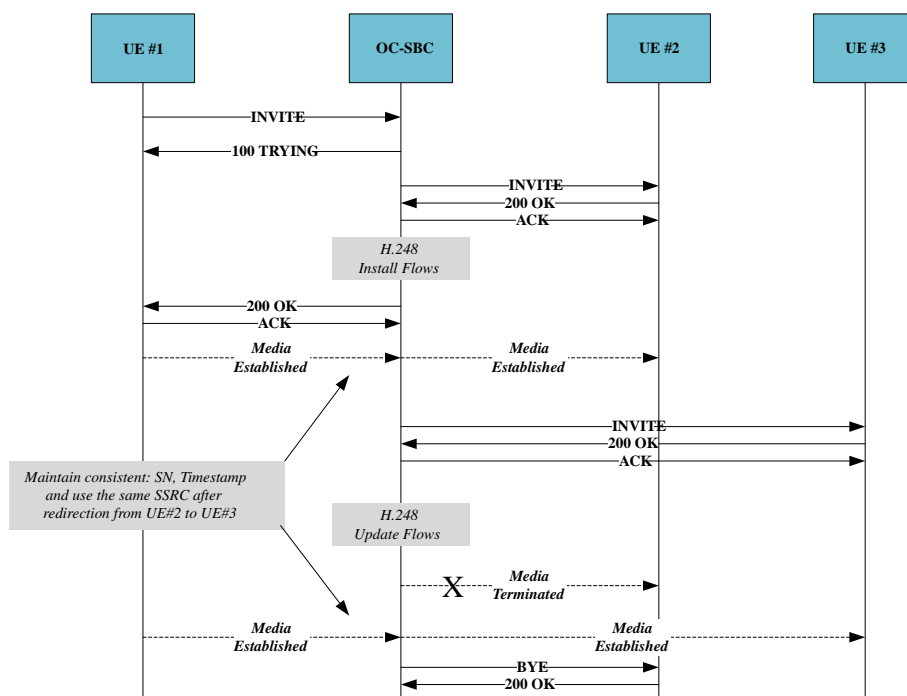 UE #1
OC-SBC
UE #2
UE #3
INVITE
100 TRYING
INVITE
200 OK
ACK
H.248
Install Flows
200 OK
ACK
Media
Established
Media
Established
INVITE
200 OK
ACK
Maintain consistent: SN, Timestamp
and use the same SSRC after
redirection from UE#2 to UE#3
H.248
Update Flows
X
Media
Terminated
Media
Established
Media
Established
BYE
200 OK